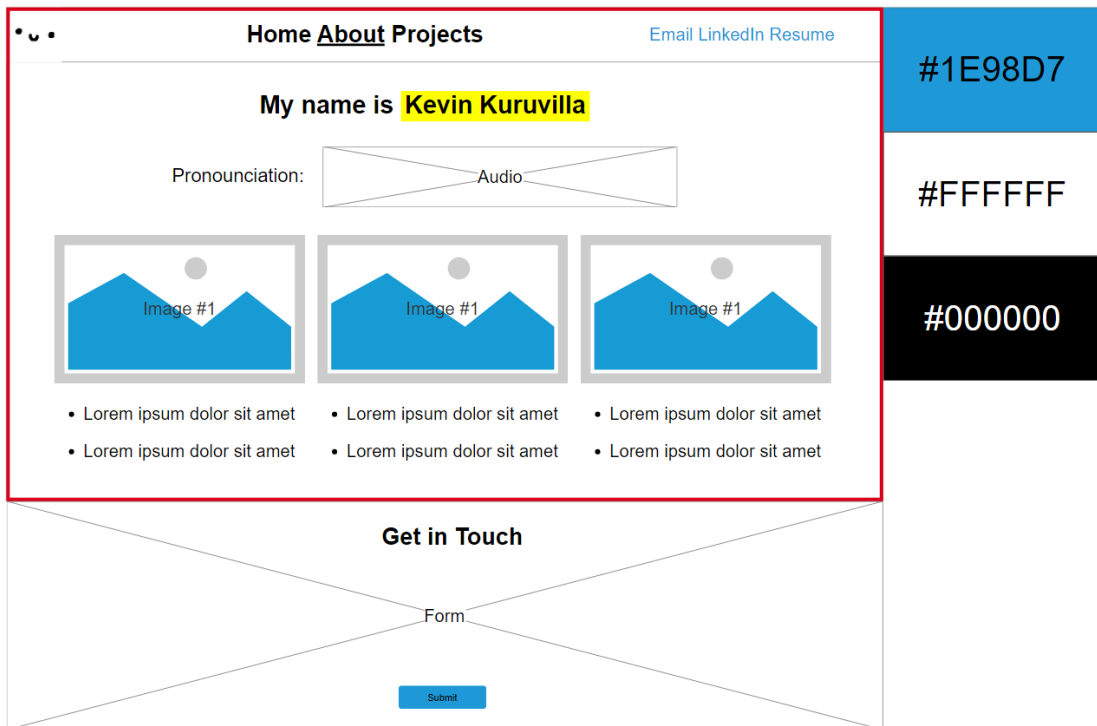 Home About Projects
Email LinkedIn Resume
My name is Kevin Kuruvilla
Pronounciation:
Audio
Image #1
Image #1
Image #1
• Lorem ipsum dolor sit amet
• Lorem ipsum dolor sit amet
• Lorem ipsum dolor sit amet
• Lorem ipsum dolor sit amet
• Lorem ipsum dolor sit amet
• Lorem ipsum dolor sit amet
Get in Touch
Form
Submit
#1E98D7
#FFFFFF
#000000